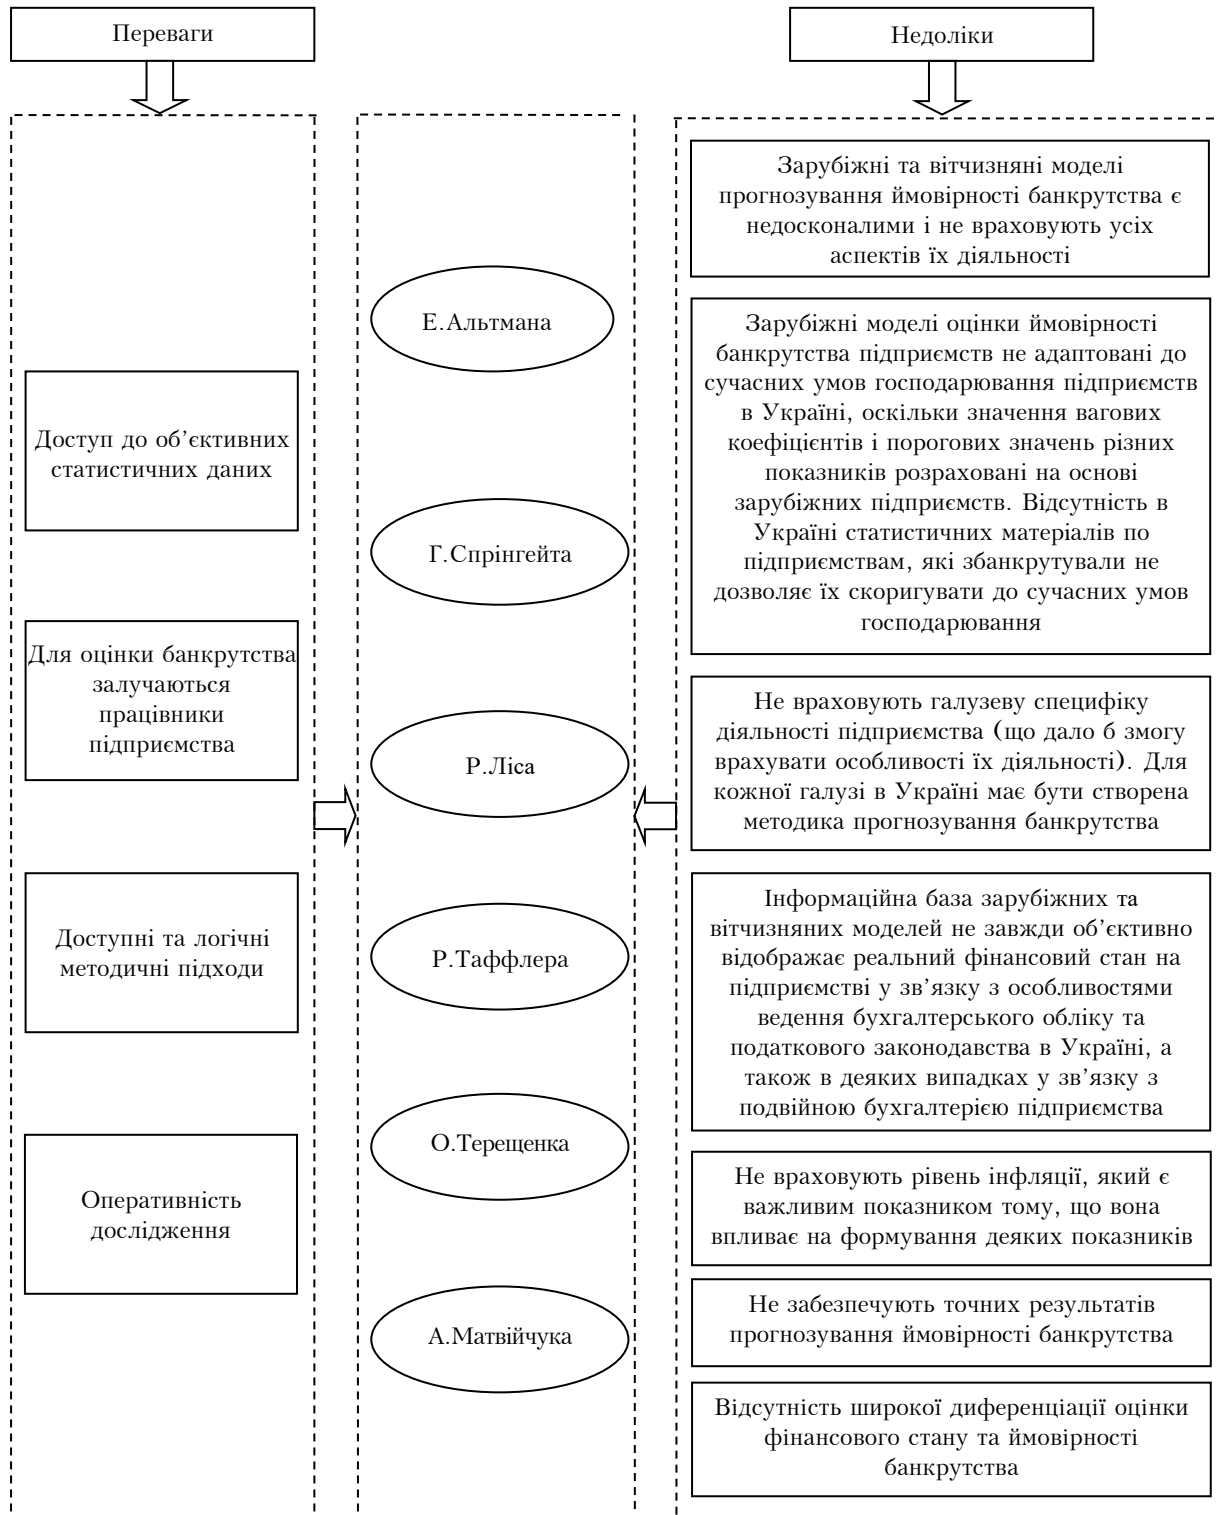 Переваги
Недоліки
Доступ до об’єктивних
статистичних даних
Для оцінки банкрутства
залучаються
працівники
підприємства
Доступні та логічні
методичні підходи
Оперативність
дослідження
Е.Альтмана
Г.Спрінгейта
Р.Ліса
Р.Таффлера
О.Терещенка
А.Матвійчука
Зарубіжні та вітчизняні моделі
прогнозування ймовірності банкрутства є
недосконалими і не враховують усіх
аспектів їх діяльності
Зарубіжні моделі оцінки ймовірності
банкрутства підприємств не адаптовані до
сучасних умов господарювання підприємств
в Україні, оскільки значення вагових
коефіцієнтів і порогових значень різних
показників розраховані на основі
зарубіжних підприємств. Відсутність в
Україні статистичних матеріалів по
підприємствам, які збанкрутували не
дозволяє їх скоригувати до сучасних умов
господарювання
Не враховують галузеву специфіку
діяльності підприємства (що дало б змогу
врахувати особливості їх діяльності). Для
кожної галузі в Україні має бути створена
методика прогнозування банкрутства
Інформаційна база зарубіжних та
вітчизняних моделей не завжди об’єктивно
відображає реальний фінансовий стан на
підприємстві у зв’язку з особливостями
ведення бухгалтерського обліку та
податкового законодавства в Україні, а
також в деяких випадках у зв’язку з
подвійною бухгалтерією підприємства
Не враховують рівень інфляції, який є
важливим показником тому, що вона
впливає на формування деяких показників
Не забезпечують точних результатів
прогнозування ймовірності банкрутства
Відсутність широкої диференціації оцінки
фінансового стану та ймовірності
банкрутства